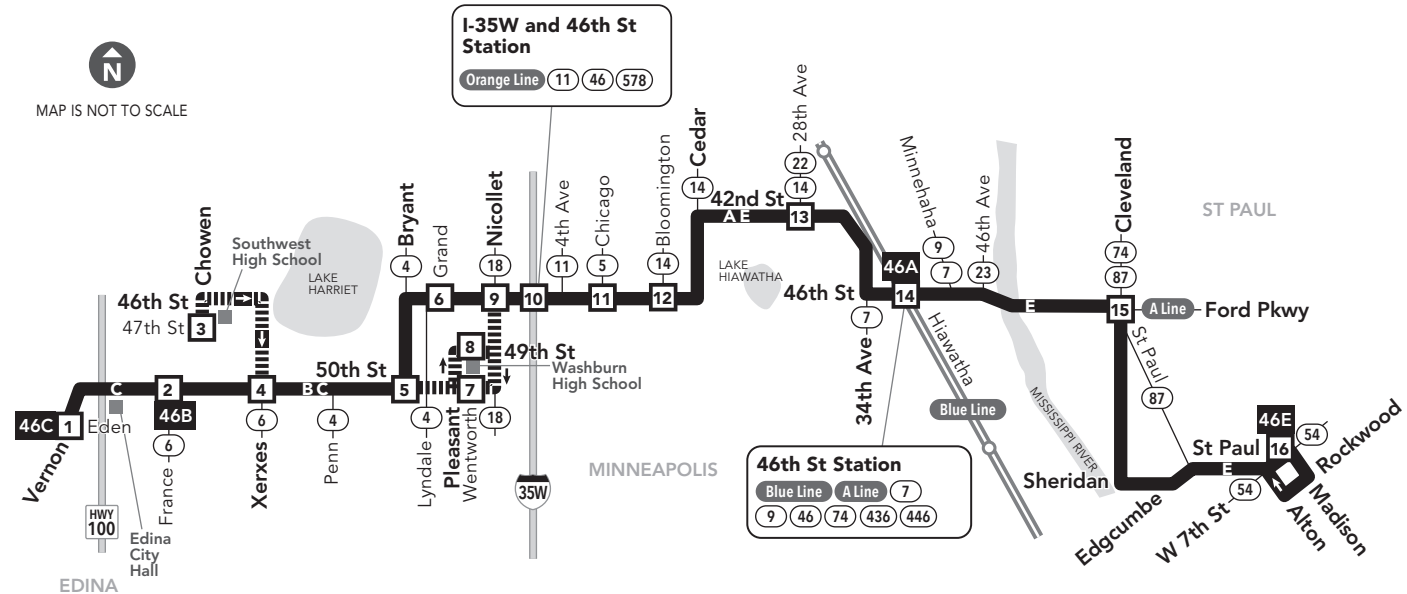 I-35W and 46th St
Station
Orange Line 11 46 578
N
MAP IS NOT TO SCALE
Chowen
Southwest
High School
46th St
47th St
3
LAKE
HARRIET
Bryant
4
Grand
6
Nicollet
18
9
10
4th Ave
11
Chicago
5
11
Bloomington
14
12
Cedar
14
42nd St
A E
28th Ave
22
14
13
LAKE
HIAWATHA
46th St
46A
14
7
34th Ave
Hiawatha
Blue Line
Minnehaha
9
7
46th Ave
23
E
MISSISSIPPI RIVER
Cleveland
74
87
15
A Line
Ford Pkwy
ST PAUL
St Paul
87
50th St
C
2
46B
6
France
4
6
Xerxes
B C
4
Penn
5
8
49th St
Washburn
High School
7
4
Lyndale
Pleasant
Wentworth
18
46C
1
Eden
Vernon
HWY
100
Edina
City
Hall
EDINA
35W
MINNEAPOLIS
46th St Station
Blue Line A Line 7
9 46 74 436 446
Sheridan
Edgcumbe
St Paul
E
46E
16
54
Rockwood
Madison
Alton
54
W 7th St